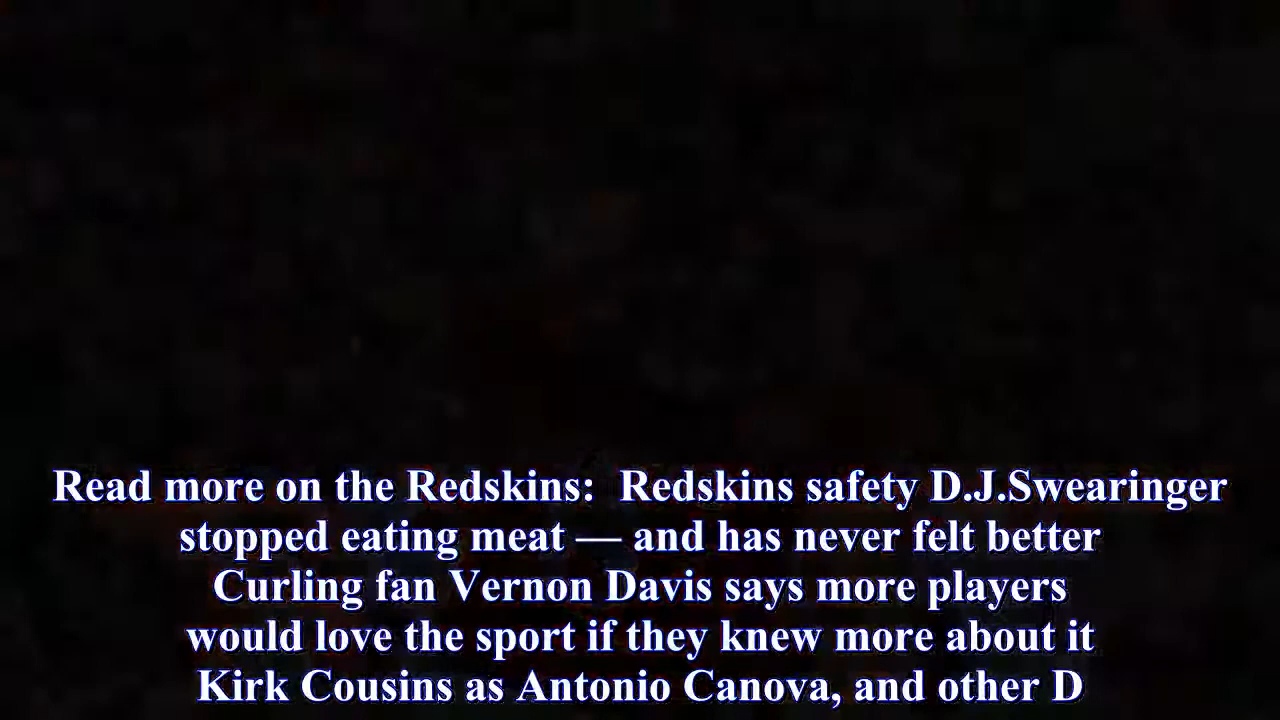 Read more on the Redskins:  Redskins safety D.J.Swearinger
stopped eating meat — and has never felt better
Curling fan Vernon Davis says more players
would love the sport if they knew more about it
Kirk Cousins as Antonio Canova, and other D